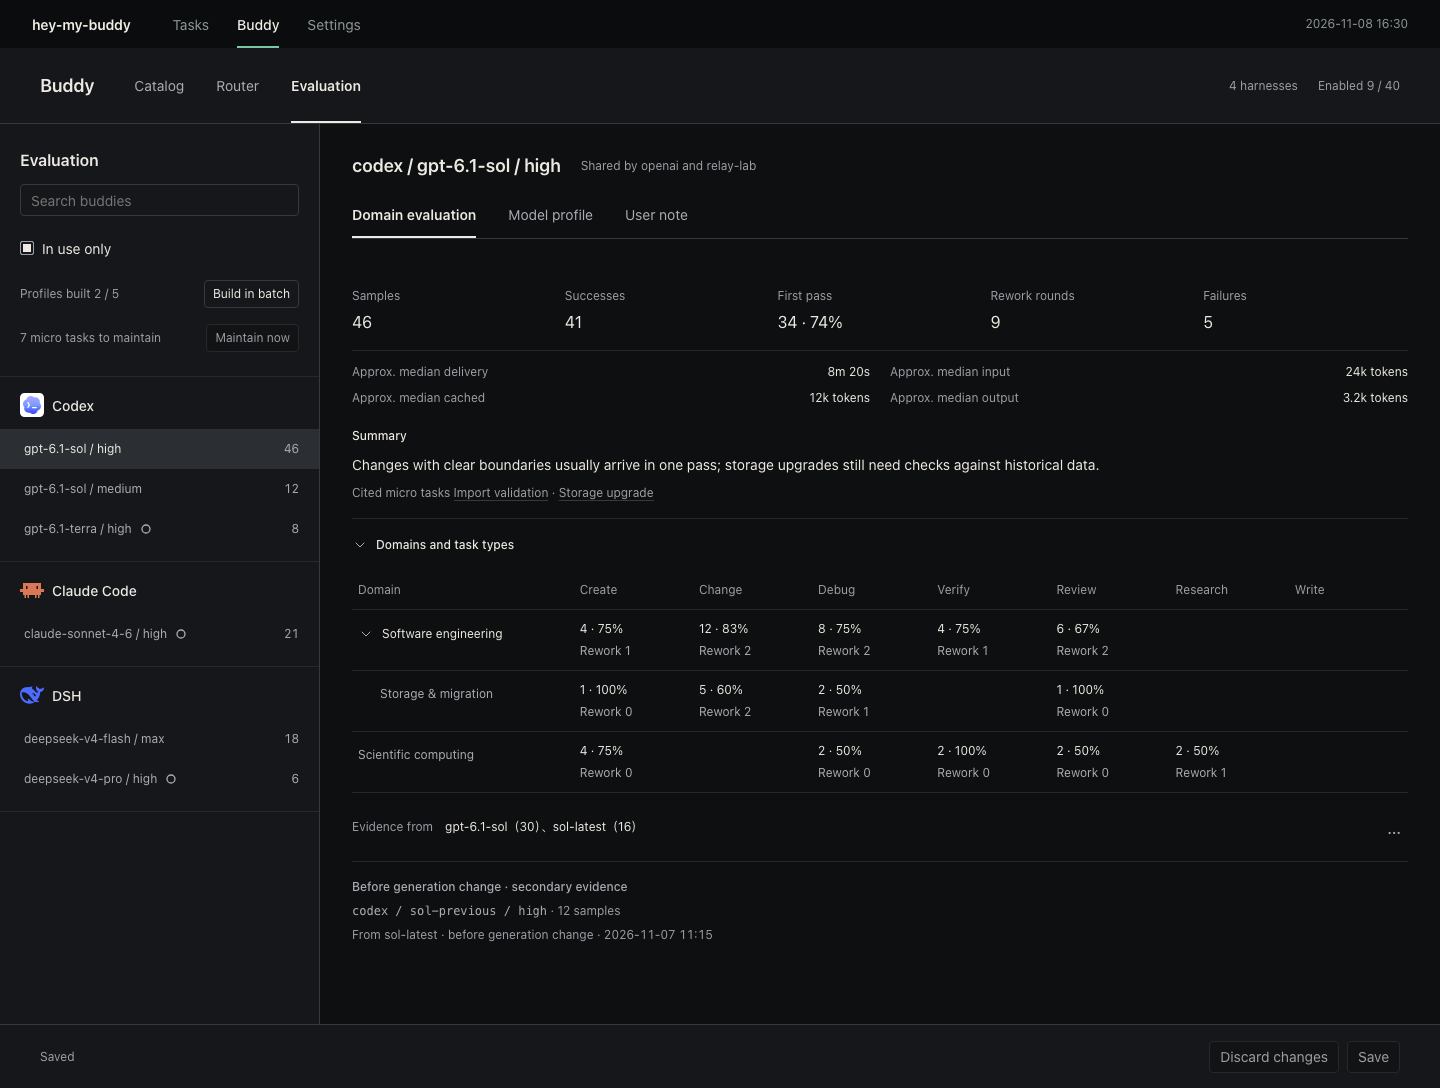 hey-my-buddy Tasks Buddy Settings 2026-11-08 16:30
Buddy Catalog Router Evaluation 4 harnesses Enabled 9 / 40
Evaluation
Search buddies
In use only
Profiles built 2 / 5 Build in batch
7 micro tasks to maintain Maintain now
Codex
gpt-6.1-sol / high 46
gpt-6.1-sol / medium 12
gpt-6.1-terra / high 8
Claude Code
claude-sonnet-4-6 / high 21
DSH
deepseek-v4-flash / max 18
deepseek-v4-pro / high 6
codex / gpt-6.1-sol / high Shared by openai and relay-lab
Domain evaluation Model profile User note
Samples Successes First pass Rework rounds Failures
46 41 34 · 74% 9 5
Approx. median delivery 8m 20s Approx. median input 24k tokens
Approx. median cached 12k tokens Approx. median output 3.2k tokens
Summary
Changes with clear boundaries usually arrive in one pass; storage upgrades still need checks against historical data.
Cited micro tasks Import validation · Storage upgrade
Domains and task types
Domain Create Change Debug Verify Review Research Write
Software engineering 4 · 75% 12 · 83% 8 · 75% 4 · 75% 6 · 67%
Rework 1 Rework 2 Rework 2 Rework 1 Rework 2
Storage & migration 1 · 100% 5 · 60% 2 · 50% 1 · 100%
Rework 0 Rework 2 Rework 1 Rework 0
Scientific computing 4 · 75% 2 · 50% 2 · 100% 2 · 50% 2 · 50%
Rework 0 Rework 0 Rework 0 Rework 0 Rework 1
Evidence from gpt-6.1-sol（30）、sol-latest（16） ...
Before generation change · secondary evidence
codex / sol-previous / high · 12 samples
From sol-latest · before generation change · 2026-11-07 11:15
Saved Discard changes Save